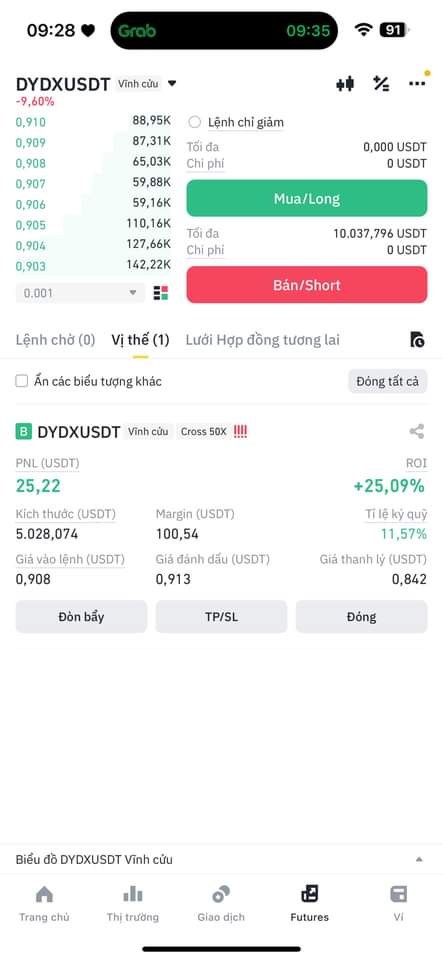 09:28
Grab
09:35
91
DYDXUSDT Vĩnh cửu
-9,60%
0,910 88,95K
0,909 87,31K
0,908 65,03K
0,907 59,88K
0,906 59,16K
0,905 110,16K
0,904 127,66K
0,903 142,22K
0.001
Lệnh chỉ giảm
Tối đa 0,000 USDT
Chi phí 0 USDT
Mua/Long
Tối đa 10.037,796 USDT
Chi phí 0 USDT
Bán/Short
Lệnh chờ (0) Vị thế (1) Lưới Hợp đồng tương lai
Ẩn các biểu tượng khác Đóng tất cả
B DYDXUSDT Vĩnh cửu Cross 50X !!!!
PNL (USDT) ROI
25,22 +25,09%
Kích thước (USDT) Margin (USDT) Tỉ lệ ký quỹ
5.028,074 100,54 11,57%
Giá vào lệnh (USDT) Giá đánh dấu (USDT) Giá thanh lý (USDT)
0,908 0,913 0,842
Đòn bẩy TP/SL Đóng
Biểu đồ DYDXUSDT Vĩnh cửu
Trang chủ Thị trường Giao dịch Futures Ví